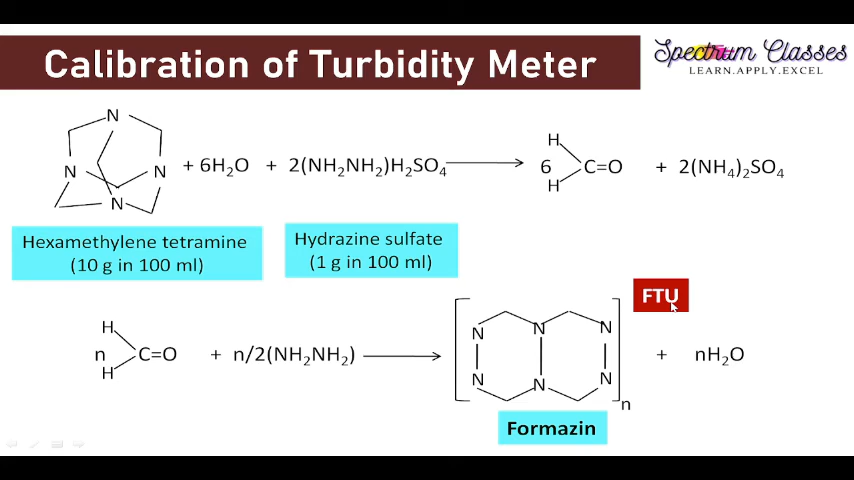 Calibration of Turbidity Meter
Spectrum Classes
LEARN.APPLY.EXCEL
N
N
N
N
+ 6H₂O + 2(NH₂NH₂)H₂SO₄
6
H
H
C=O
+ 2(NH₄)₂SO₄
Hexamethylene tetramine
(10 g in 100 ml)
Hydrazine sulfate
(1 g in 100 ml)
FTU
n
H
H
C=O
+ n/2(NH₂NH₂)
N
N
N
N
N
N
n
+ nH₂O
Formazin